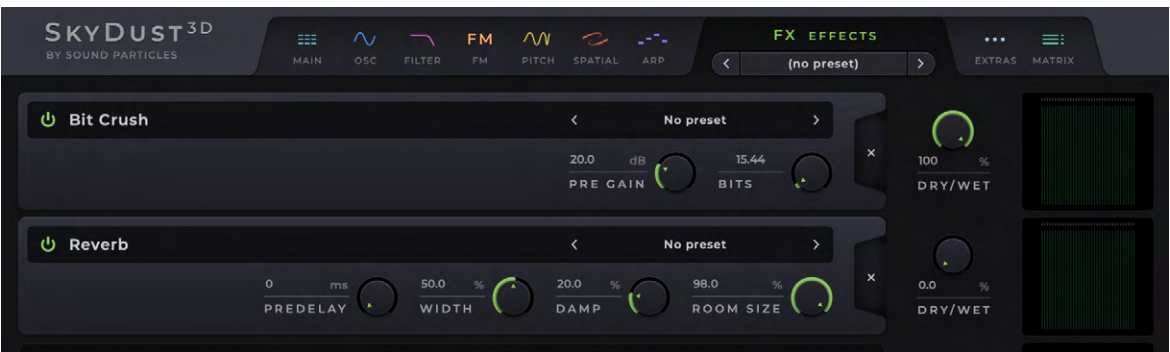 SKYDUST3D
BY SOUND PARTICLES
MAIN
OSC
FILTER
FM
FM
PITCH
SPATIAL
ARP
FX EFFECTS
(no preset)
EXTRAS
MATRIX
Bit Crush
No preset
20.0 dB
PRE GAIN
15.44
BITS
100 %
DRY/WET
Reverb
No preset
0 ms
PREDELAY
50.0 %
WIDTH
20.0 %
DAMP
98.0 %
ROOM SIZE
0.0 %
DRY/WET